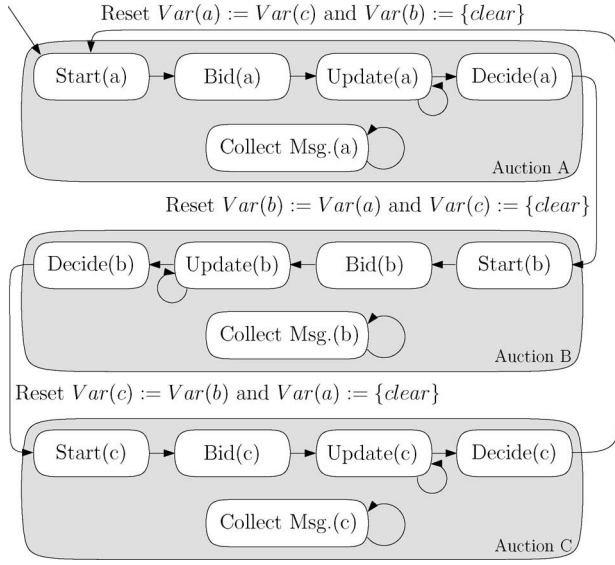 Reset Var(a) := Var(c) and Var(b) := {clear}
Start(a) Bid(a) Update(a) Decide(a)
Collect Msg.(a)
Auction A
Reset Var(b) := Var(a) and Var(c) := {clear}
Decide(b) Update(b) Bid(b) Start(b)
Collect Msg.(b)
Auction B
Reset Var(c) := Var(b) and Var(a) := {clear}
Start(c) Bid(c) Update(c) Decide(c)
Collect Msg.(c)
Auction C